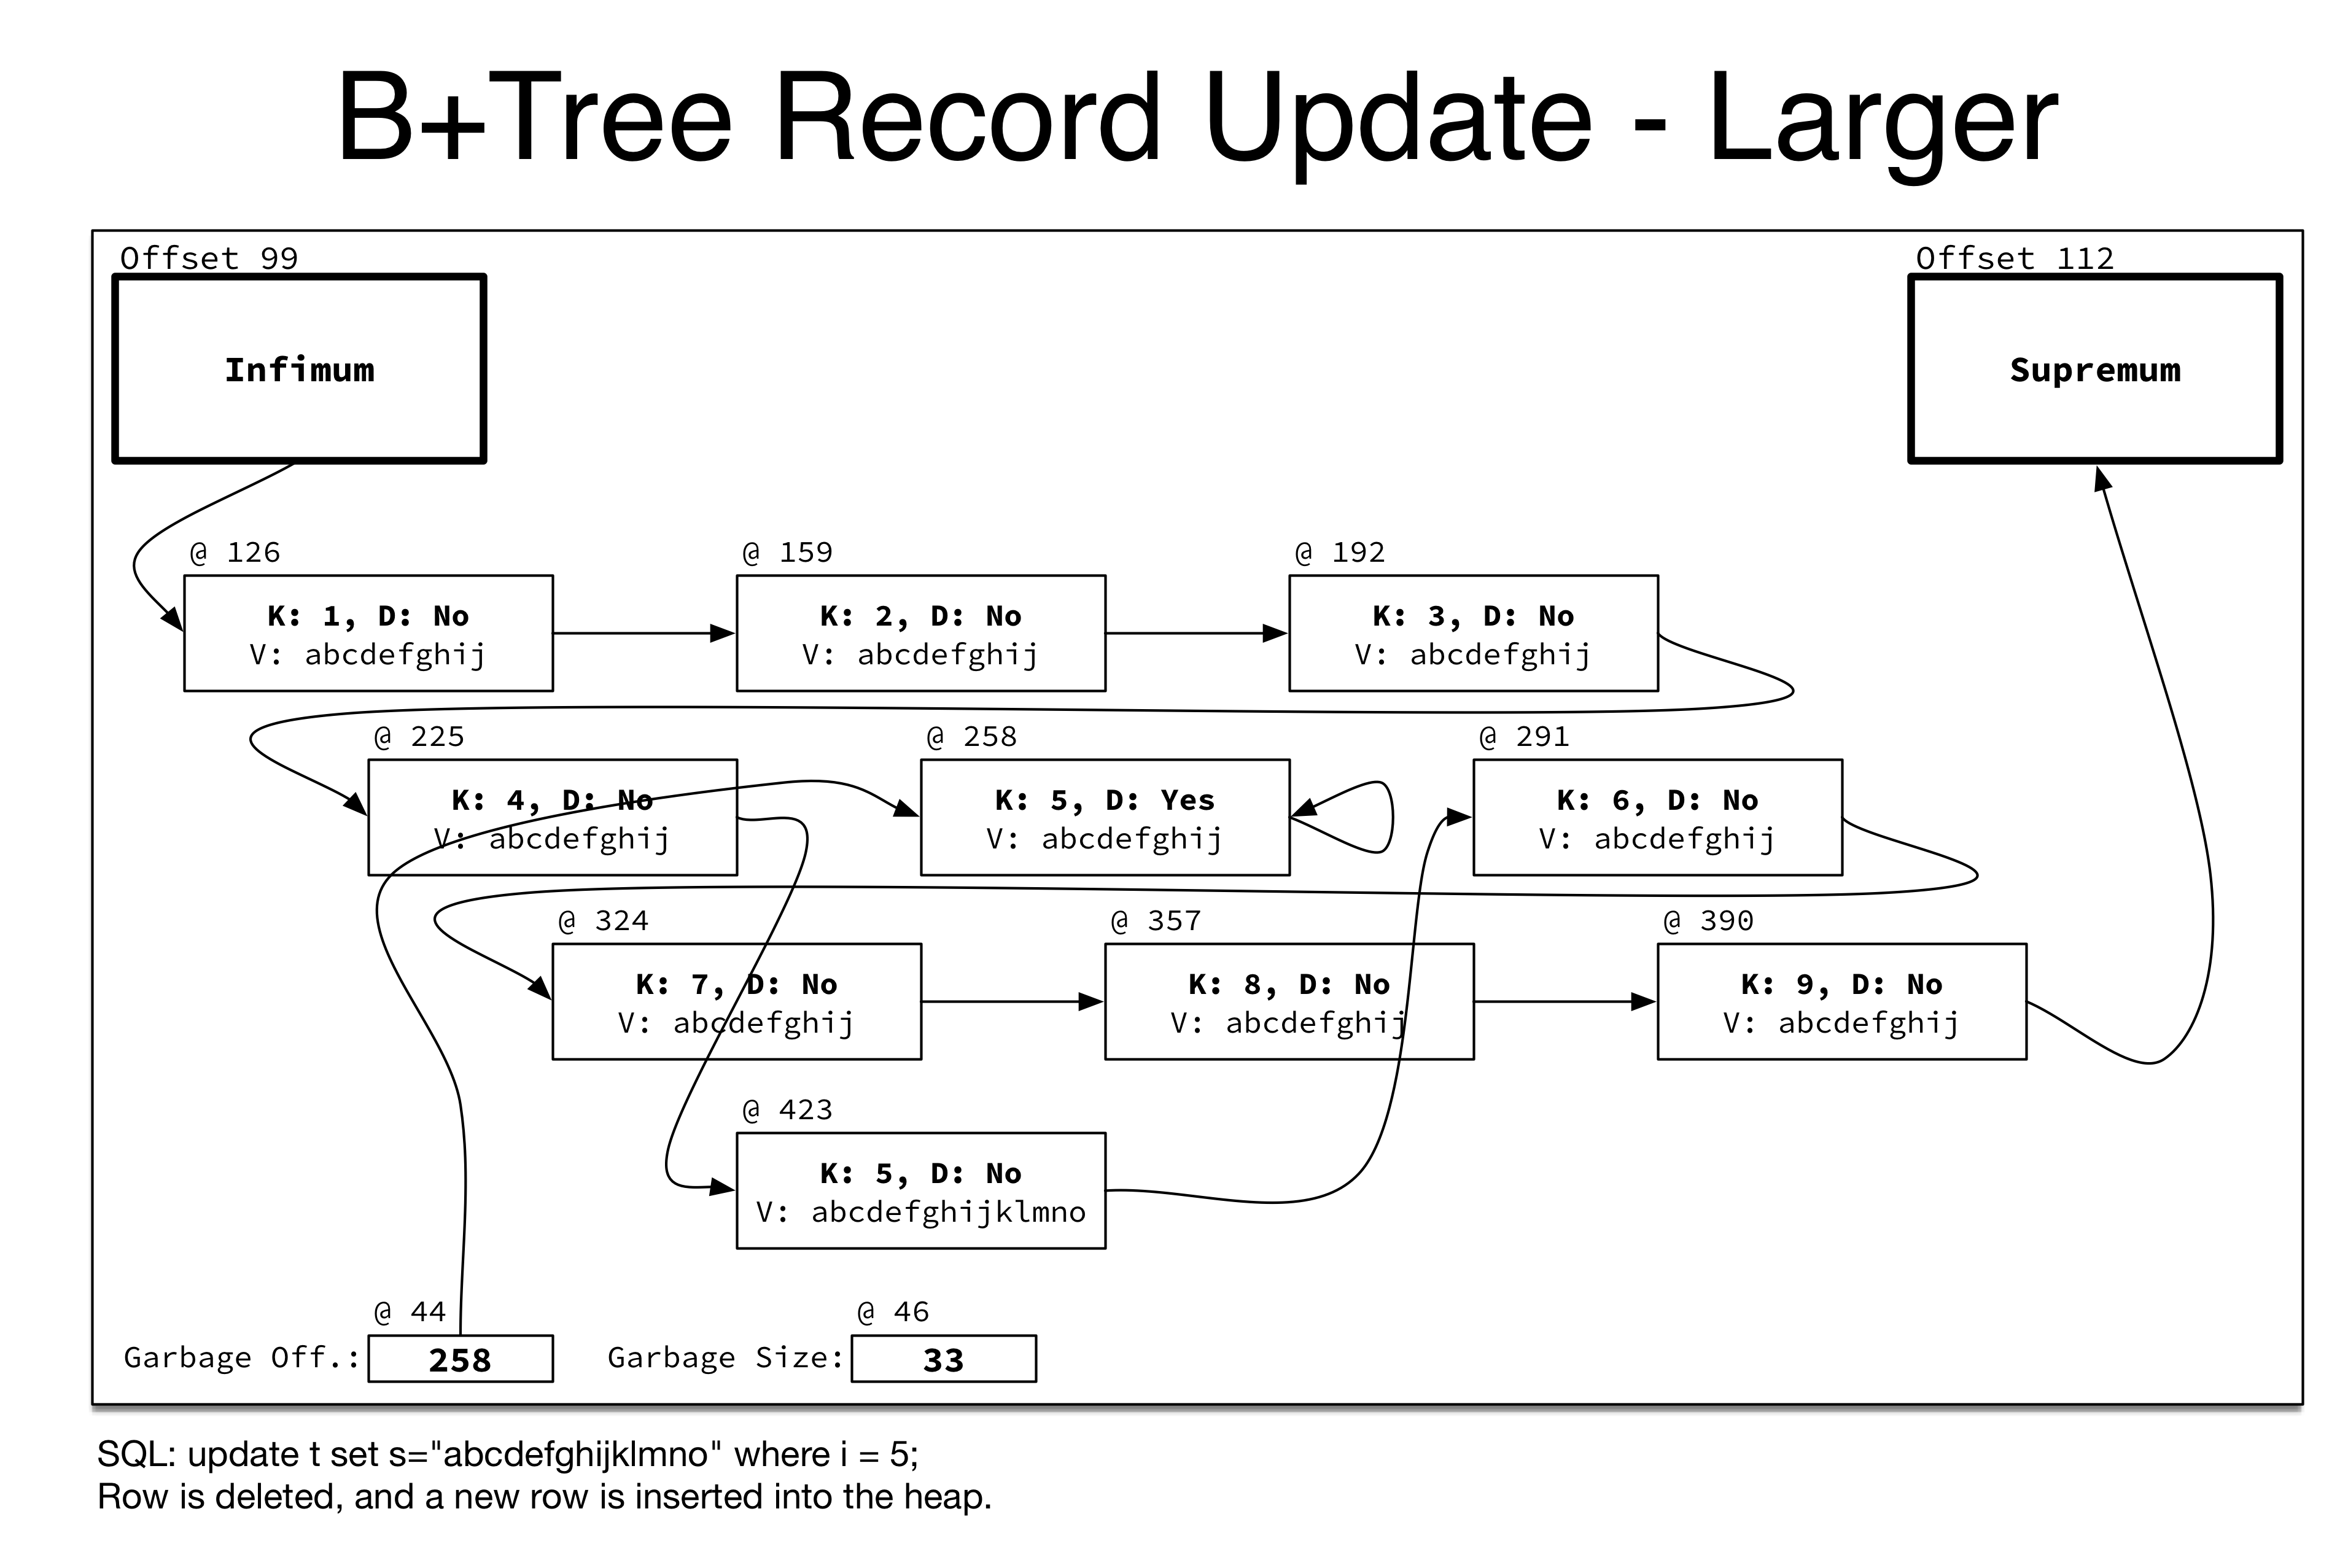 B+Tree Record Update - Larger
Offset 99
Offset 112
Infimum
Supremum
@ 126
@ 159
@ 192
K: 1, D: No
V: abcdefghij
K: 2, D: No
V: abcdefghij
K: 3, D: No
V: abcdefghij
@ 225
@ 258
@ 291
K: 4, D: No
V: abcdefghij
K: 5, D: Yes
V: abcdefghij
K: 6, D: No
V: abcdefghij
@ 324
@ 357
@ 390
K: 7, D: No
V: abcdefghij
K: 8, D: No
V: abcdefghij
K: 9, D: No
V: abcdefghij
@ 423
K: 5, D: No
V: abcdefghijklmno
@ 44
@ 46
Garbage Off.: 258
Garbage Size: 33
SQL: update t set s="abcdefghijklmno" where i = 5;
Row is deleted, and a new row is inserted into the heap.